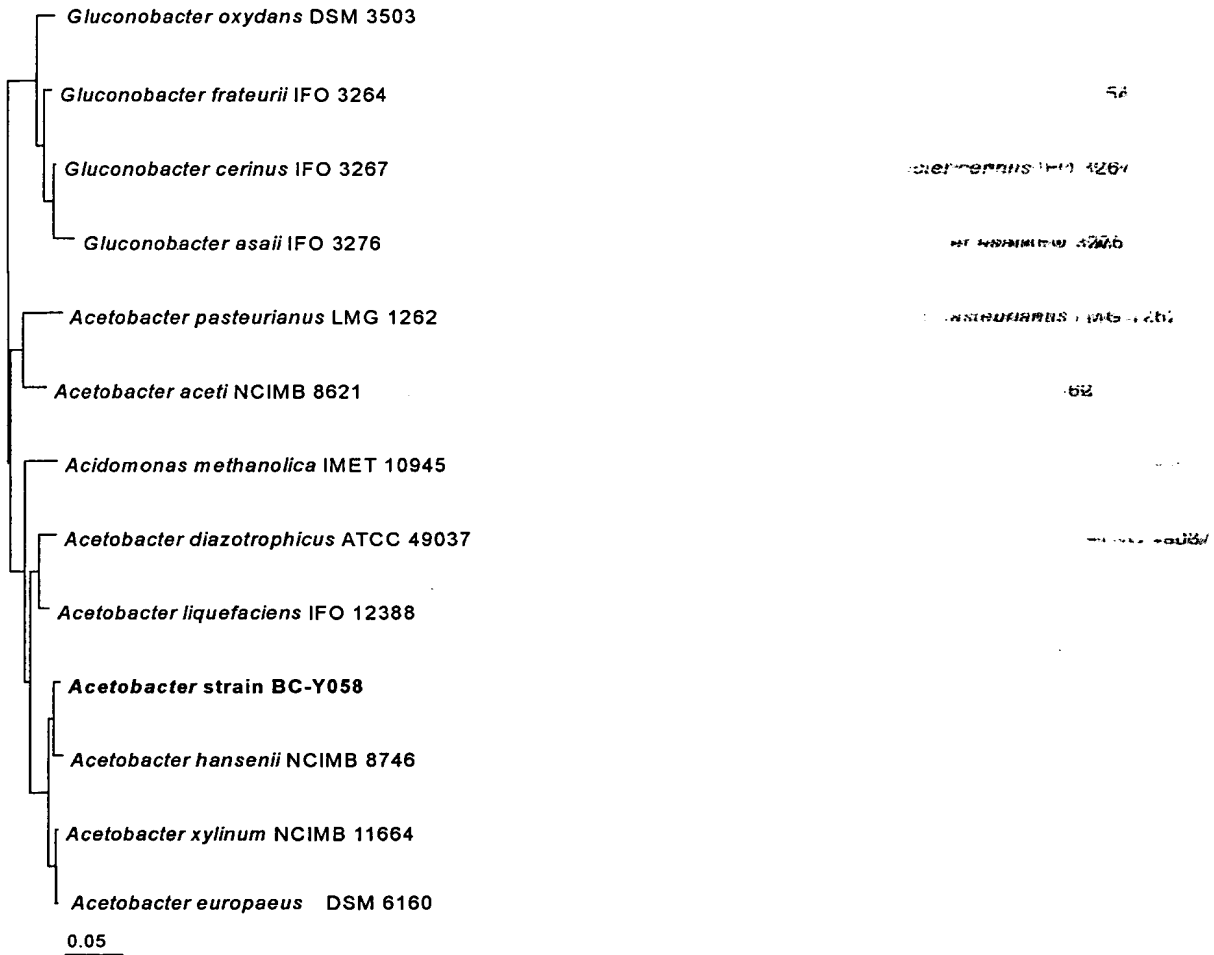 Gluconobacter oxydans DSM 3503
Gluconobacter frateurii IFO 3264
Gluconobacter cerinus IFO 3267
Gluconobacter asaii IFO 3276
Acetobacter pasteurianus LMG 1262
Acetobacter aceti NCIMB 8621
Acidomonas methanolica IMET 10945
Acetobacter diazotrophicus ATCC 49037
Acetobacter liquefaciens IFO 12388
Acetobacter strain BC-Y058
Acetobacter hansenii NCIMB 8746
Acetobacter xylinum NCIMB 11664
Acetobacter europaeus DSM 6160
0.05